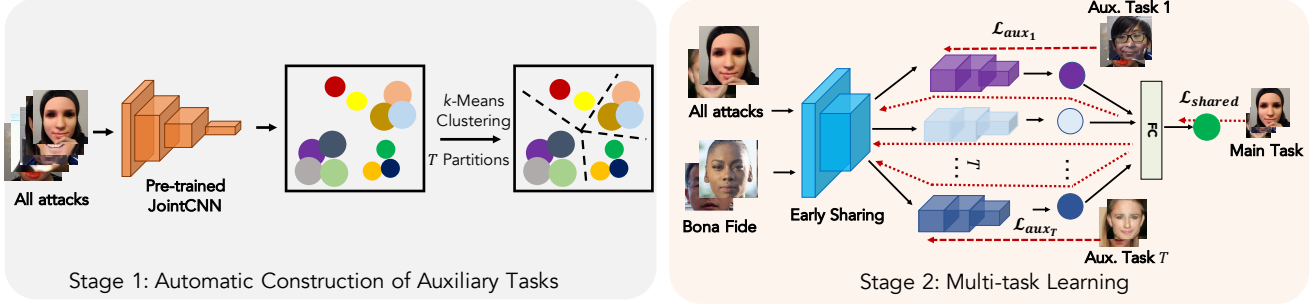 All attacks
Pre-trained
JointCNN
k-Means
Clustering
T Partitions
Stage 1: Automatic Construction of Auxiliary Tasks
All attacks
Bona Fide
Early Sharing
ℒaux₁
Aux. Task 1
... T
...
ℒaux_T
Aux. Task T
FC
ℒshared
Main Task
Stage 2: Multi-task Learning